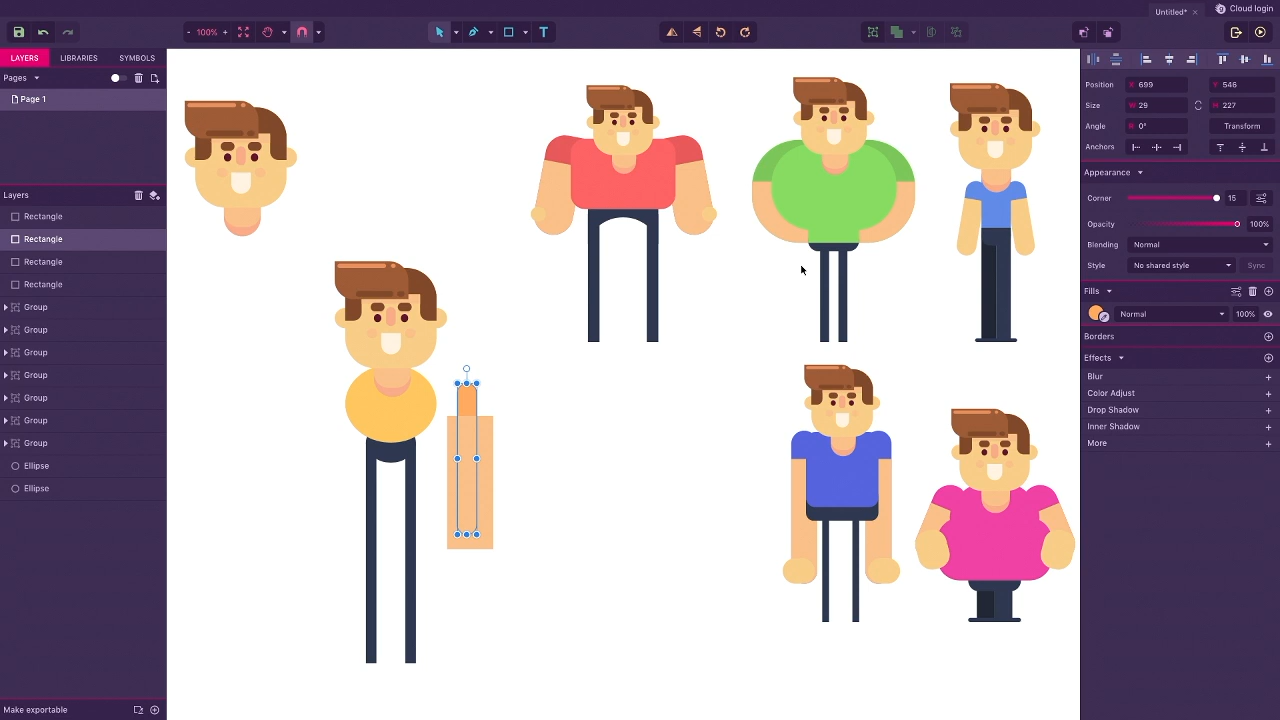 Untitled* ×
Cloud login
- 100% +
T
LAYERS LIBRARIES SYMBOLS
Pages
Page 1
Layers
Rectangle
Rectangle
Rectangle
Rectangle
Group
Group
Group
Group
Group
Group
Group
Ellipse
Ellipse
Make exportable
Position X 699 Y 546
Size W 29 H 227
Angle 0° Transform
Anchors
Appearance
Corner 15
Opacity 100%
Blending Normal
Style No shared style Sync
Fills
Normal 100%
Borders
Effects
Blur +
Color Adjust +
Drop Shadow +
Inner Shadow +
More +